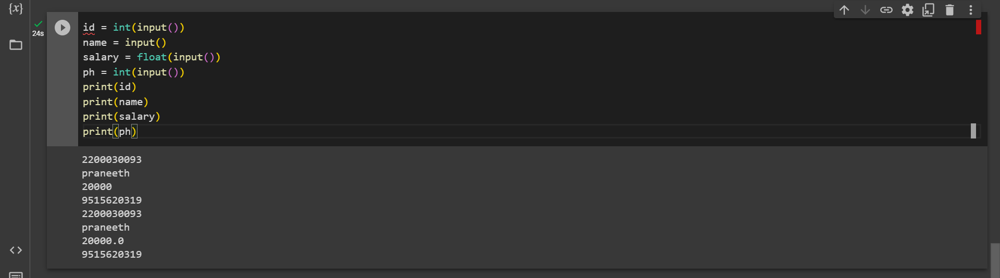 {x}
24s
id = int(input())
name = input()
salary = float(input())
ph = int(input())
print(id)
print(name)
print(salary)
print(ph)
2200030093
praneeth
20000
9515620319
2200030093
praneeth
20000.0
9515620319